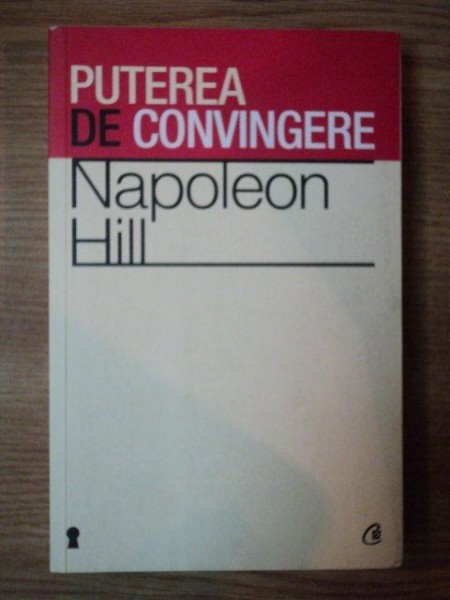 PUTEREA
DE CONVINGERE
Napoleon
Hill